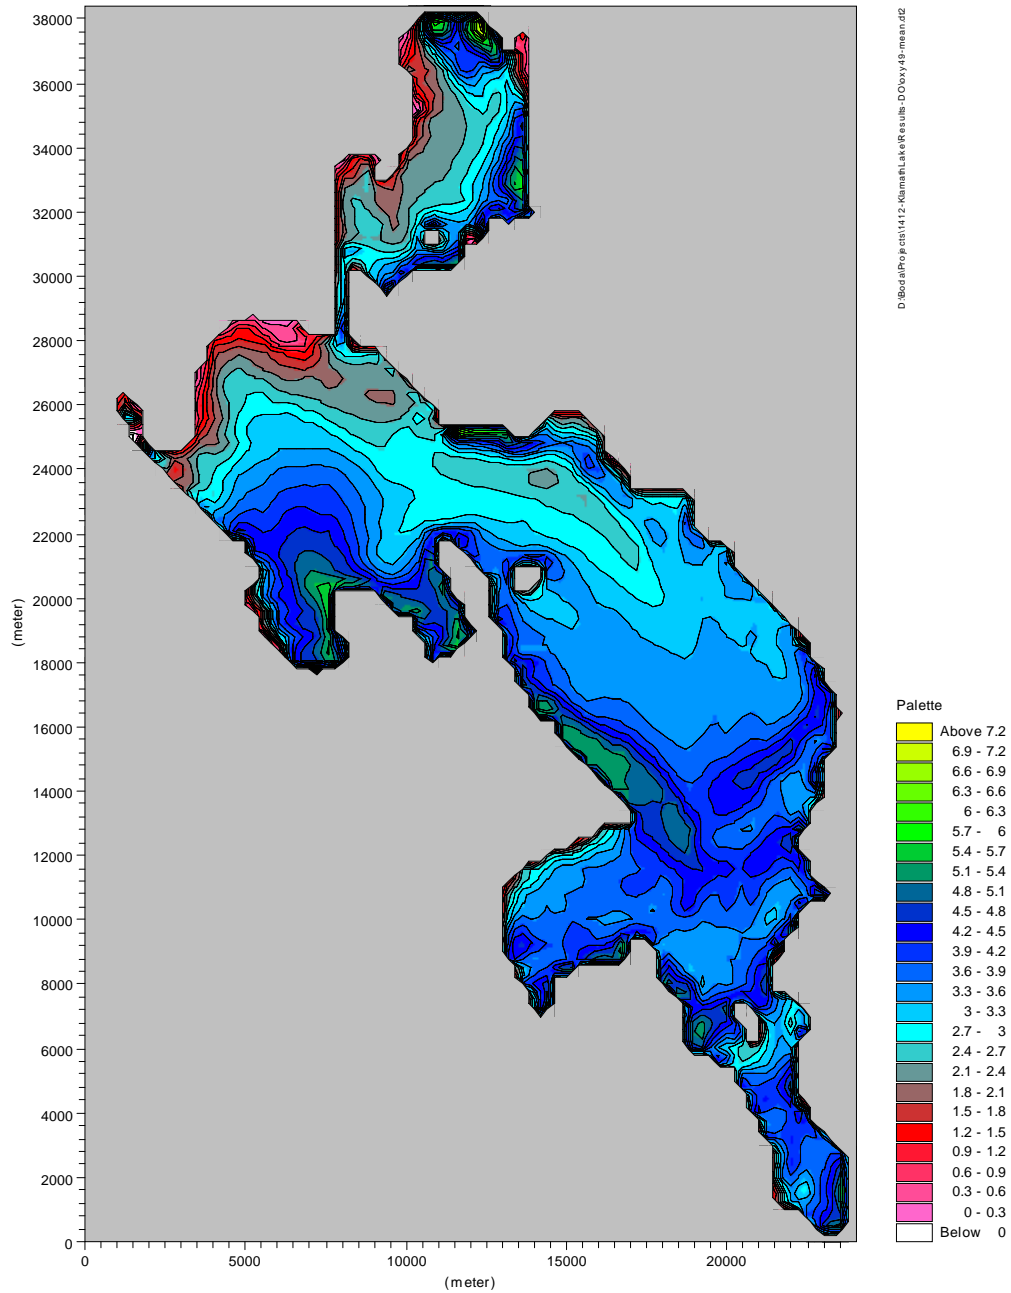 38000
36000
34000
32000
30000
28000
26000
24000
22000
20000
18000
16000
14000
12000
10000
8000
6000
4000
2000
0
(meter)
0 5000 10000 15000 20000
(meter)
D:\Boda\Projects\1412-KlamathLake\Results-DO\oxy49-mean.dt2
Palette
Above 7.2
6.9 - 7.2
6.6 - 6.9
6.3 - 6.6
6 - 6.3
5.7 - 6
5.4 - 5.7
5.1 - 5.4
4.8 - 5.1
4.5 - 4.8
4.2 - 4.5
3.9 - 4.2
3.6 - 3.9
3.3 - 3.6
3 - 3.3
2.7 - 3
2.4 - 2.7
2.1 - 2.4
1.8 - 2.1
1.5 - 1.8
1.2 - 1.5
0.9 - 1.2
0.6 - 0.9
0.3 - 0.6
0 - 0.3
Below 0